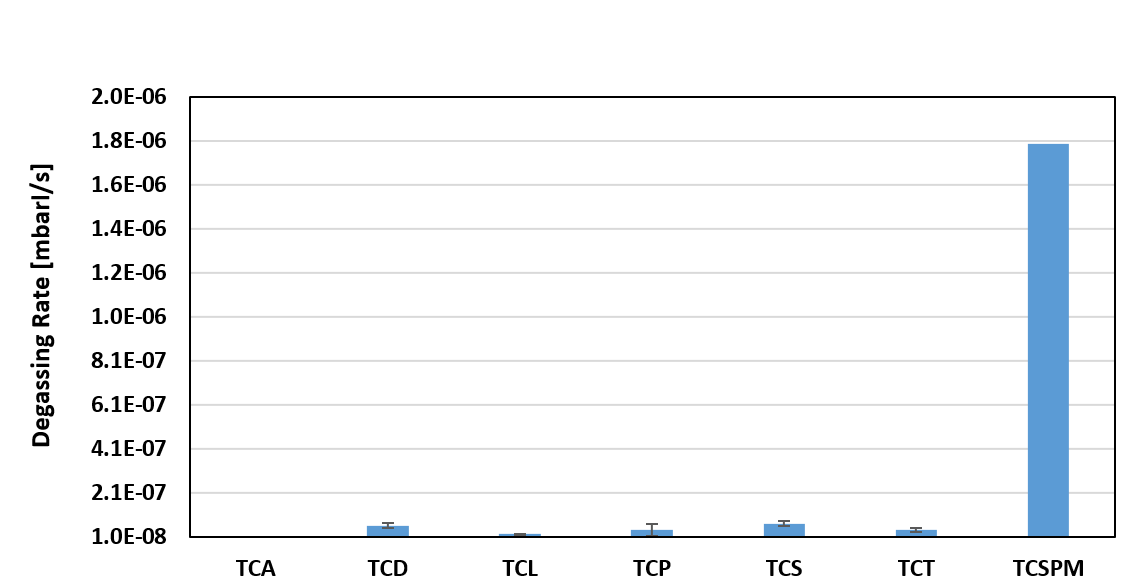 2.0E-06
1.8E-06
1.6E-06
1.4E-06
1.2E-06
1.0E-06
8.1E-07
6.1E-07
4.1E-07
2.1E-07
1.0E-08
Degassing Rate [mbarl/s]
TCA TCD TCL TCP TCS TCT TCSPM